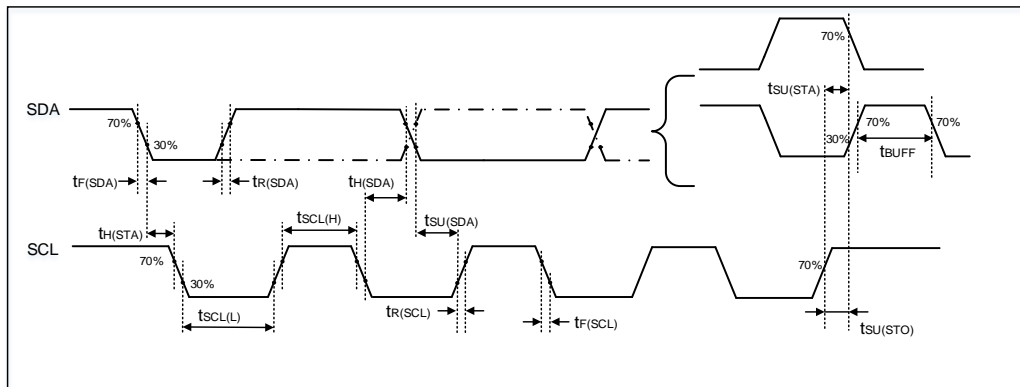 70%
tSU(STA)
SDA
70%
30%
30%
70%
70%
tBUFF
tF(SDA)
tR(SDA)
tH(SDA)
tH(STA)
tSCL(H)
tSU(SDA)
SCL
70%
30%
70%
tSCL(L)
tR(SCL)
tF(SCL)
tSU(STO)